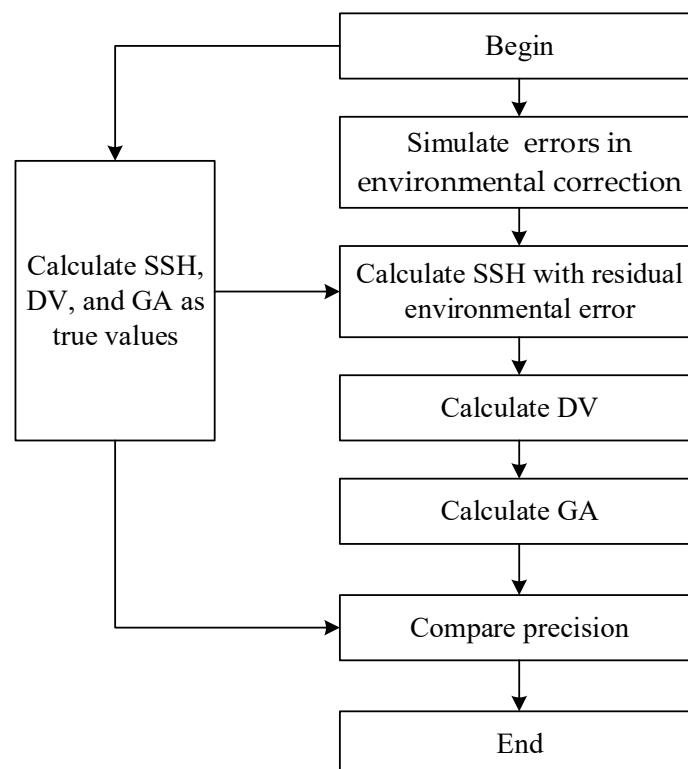 Begin
Simulate errors in
environmental correction
Calculate SSH,
DV, and GA as
true values
Calculate SSH with residual
environmental error
Calculate DV
Calculate GA
Compare precision
End